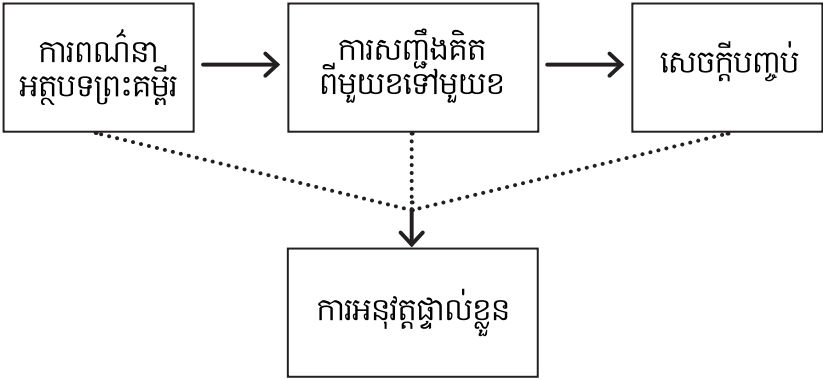 ការពណ៌នា
អត្ថបទព្រះគម្ពីរ
ការសញ្ជឹងគិត
ពីមួយខទៅមួយខ
សេចក្តីបញ្ចប់
ការអនុវត្តផ្ទាល់ខ្លួន